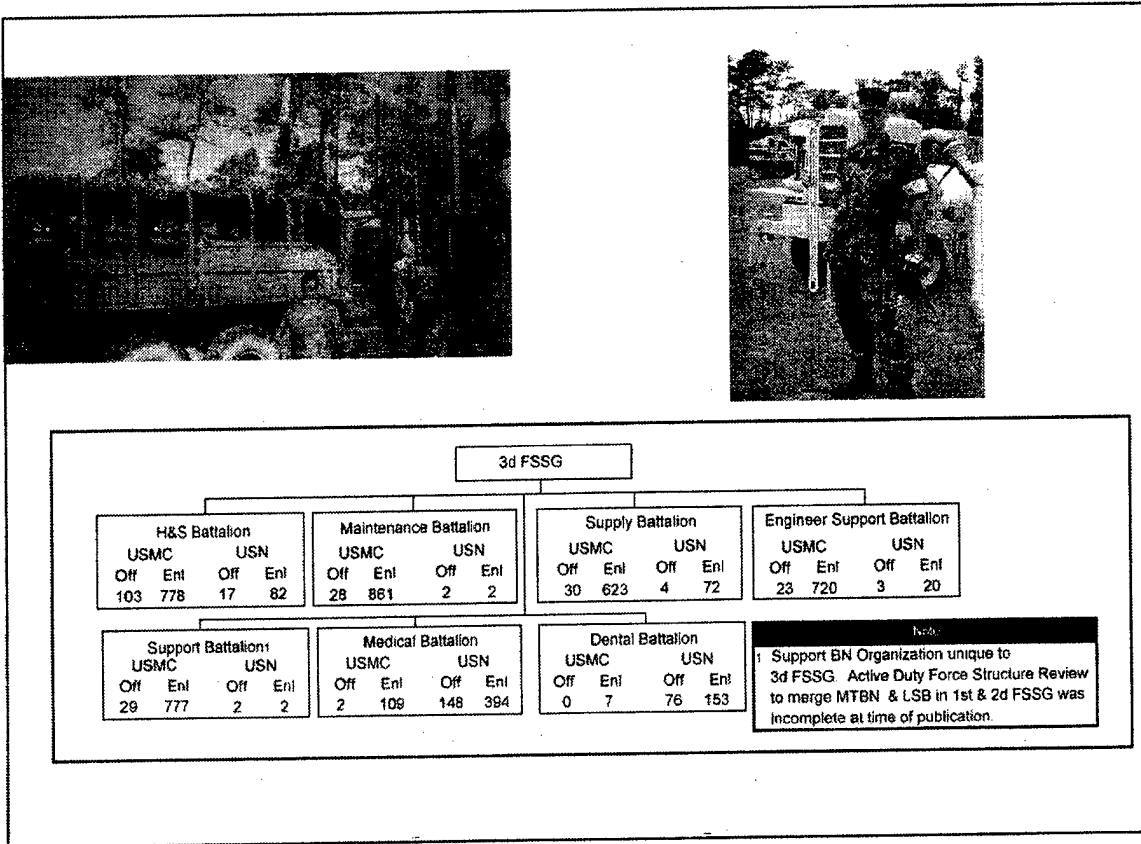 3d FSSG
H&S Battalion
USMC USN
Off Enl Off Enl
103 778 17 82
Maintenance Battalion
USMC USN
Off Enl Off Enl
28 861 2 2
Supply Battalion
USMC USN
Off Enl Off Enl
30 623 4 72
Engineer Support Battalion
USMC USN
Off Enl Off Enl
23 720 3 20
Support Battalion1
USMC USN
Off Enl Off Enl
29 777 2 2
Medical Battalion
USMC USN
Off Enl Off Enl
2 109 148 394
Dental Battalion
USMC USN
Off Enl Off Enl
0 7 76 153
Note
1 Support BN Organization unique to
3d FSSG. Active Duty Force Structure Review
to merge MTBN & LSB in 1st & 2d FSSG was
incomplete at time of publication.